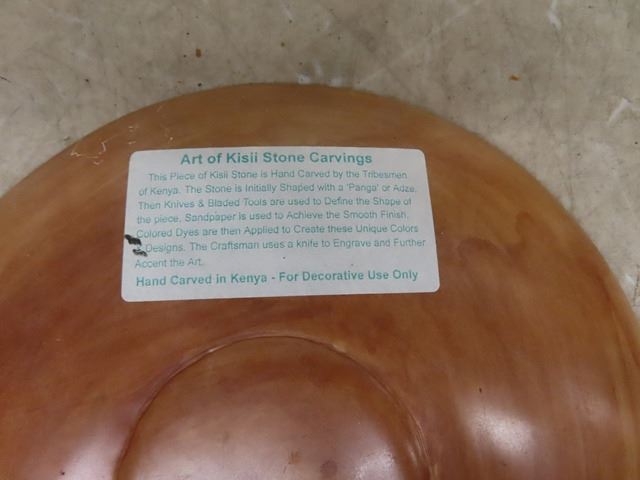 Art of Kisii Stone Carvings
This Piece of Kisii Stone is Hand Carved by the Tribesmen
of Kenya. The Stone is Initially Shaped with a 'Panga' or Adze.
Then Knives & Bladed Tools are used to Define the Shape of
the piece. Sandpaper is used to Achieve the Smooth Finish.
Colored Dyes are then Applied to Create these Unique Colors
Designs. The Craftsman uses a knife to Engrave and Further
Accent the Art.
Hand Carved in Kenya - For Decorative Use Only